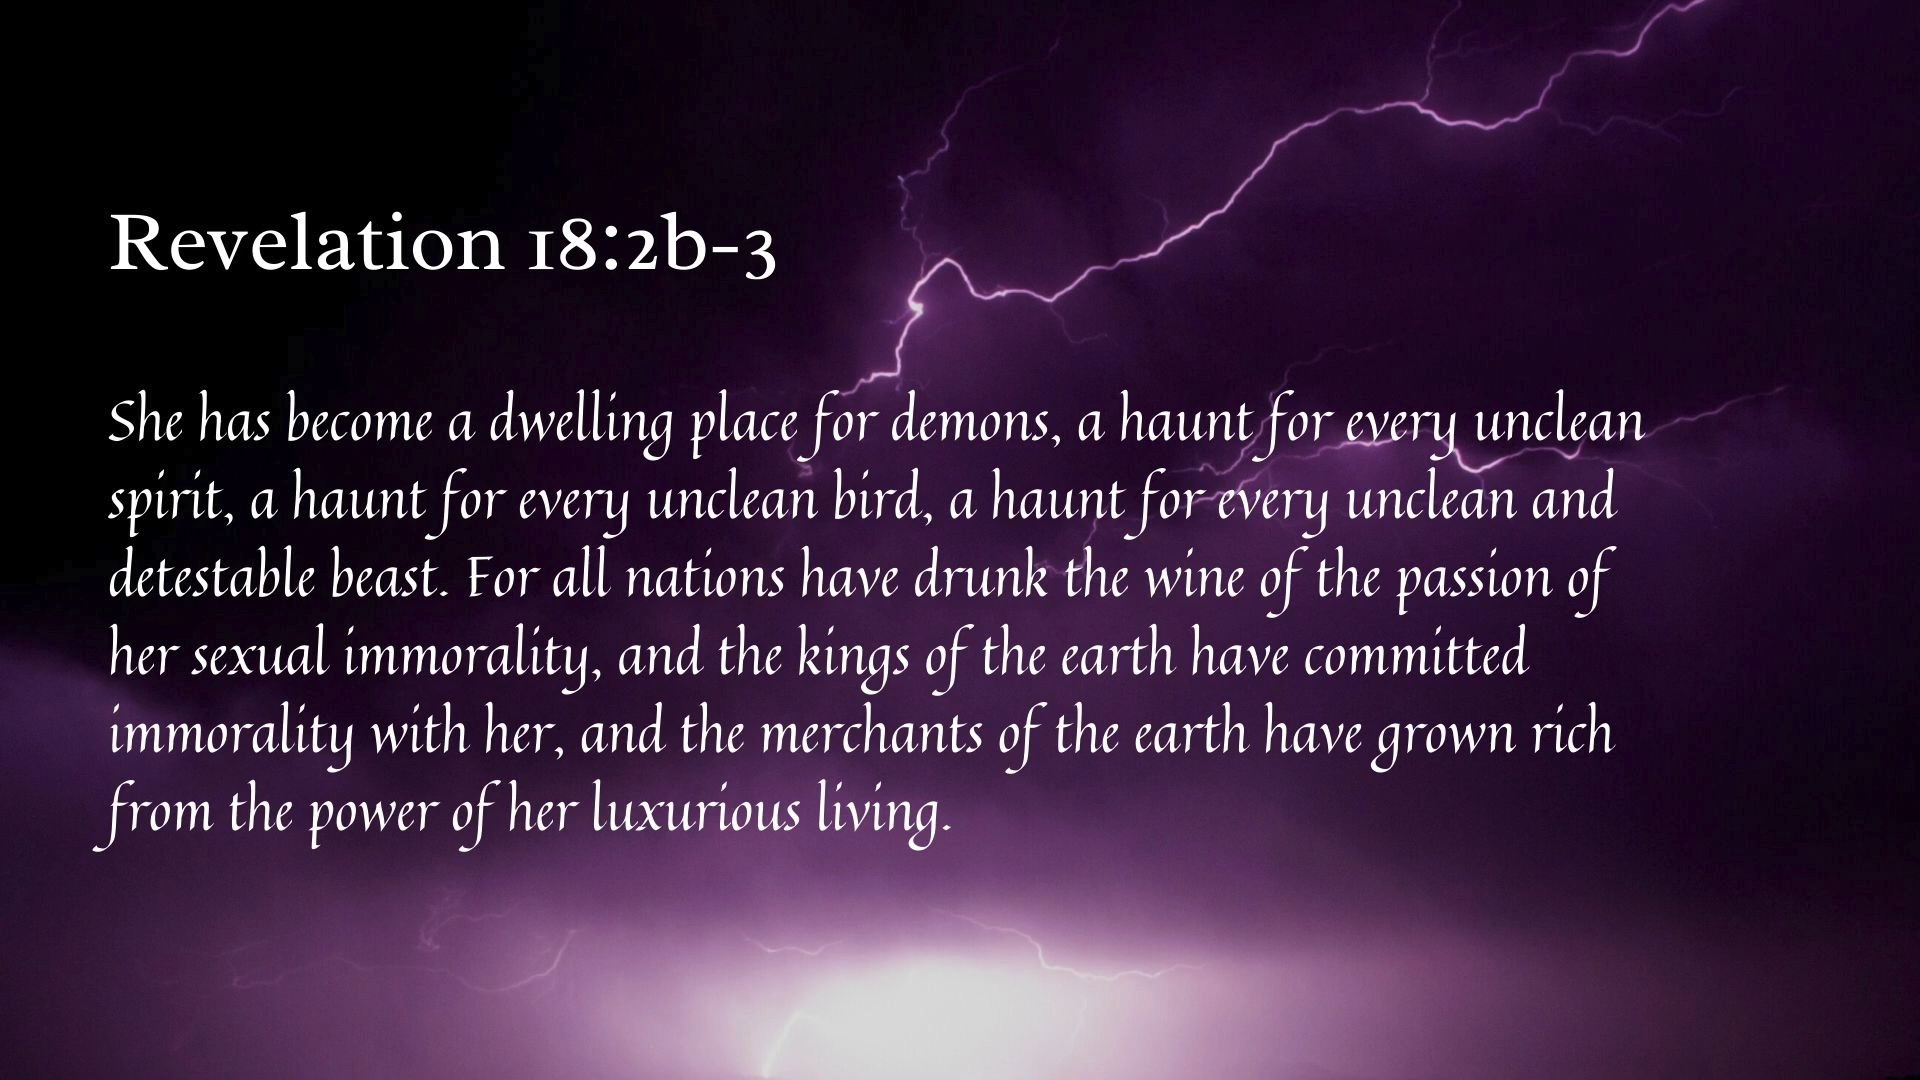 Revelation 18:2b-3
She has become a dwelling place for demons, a haunt for every unclean
spirit, a haunt for every unclean bird, a haunt for every unclean and
detestable beast. For all nations have drunk the wine of the passion of
her sexual immorality, and the kings of the earth have committed
immorality with her, and the merchants of the earth have grown rich
from the power of her luxurious living.